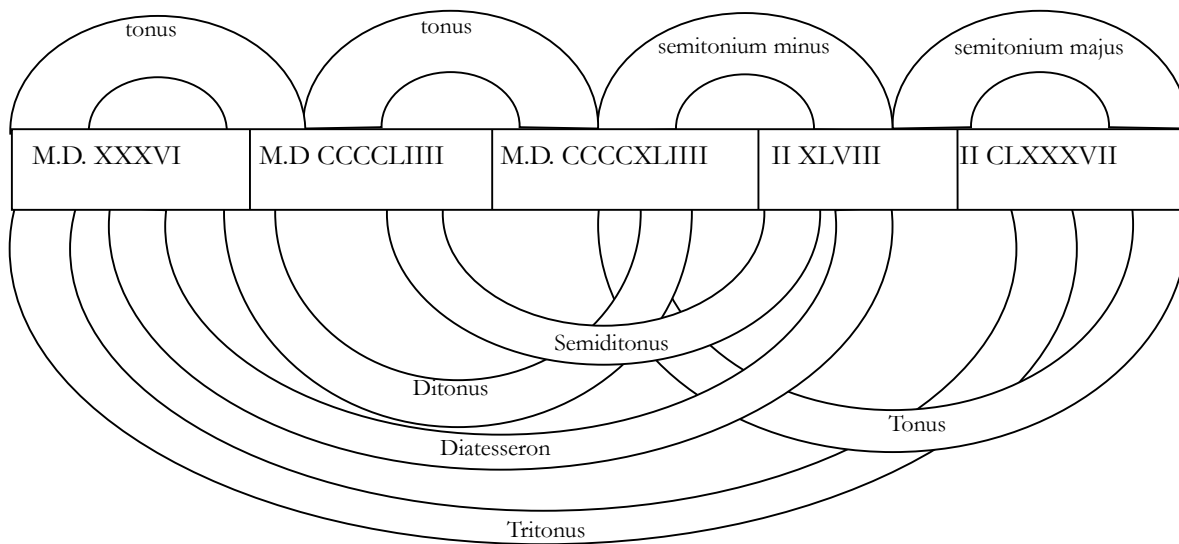 tonus
tonus
semitonium minus
semitonium majus
M.D. XXXVI
M.D CCCCLIIII
M.D. CCCCXLIIII
II XLVIII
II CLXXXVII
Semiditonus
Ditonus
Tonus
Diatesseron
Tritonus